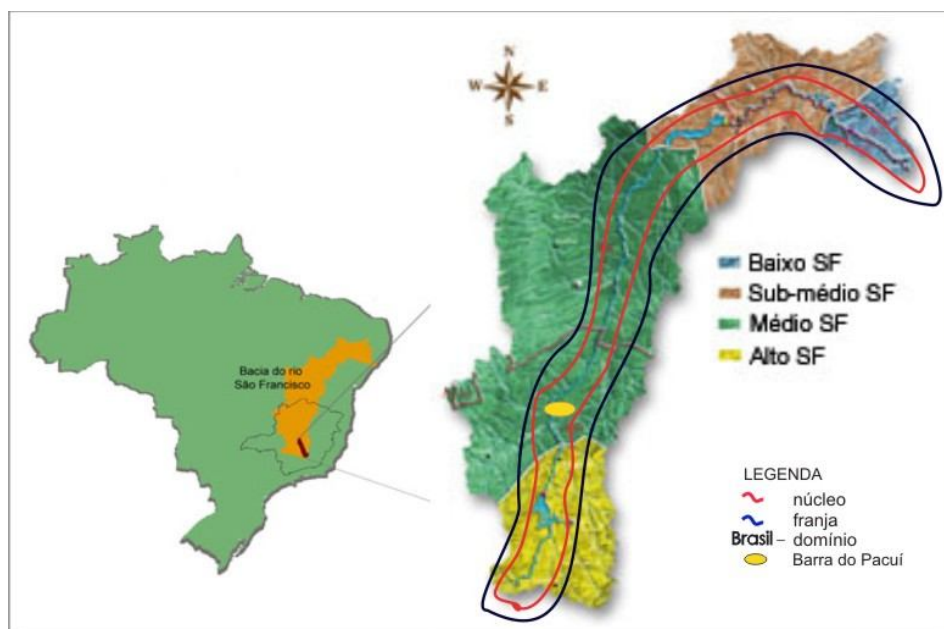 N
W E
S
Bacia do rio
São Francisco
Baixo SF
Sub-médio SF
Médio SF
Alto SF
LEGENDA
núcleo
franja
Brasil – domínio
Barra do Pacuí